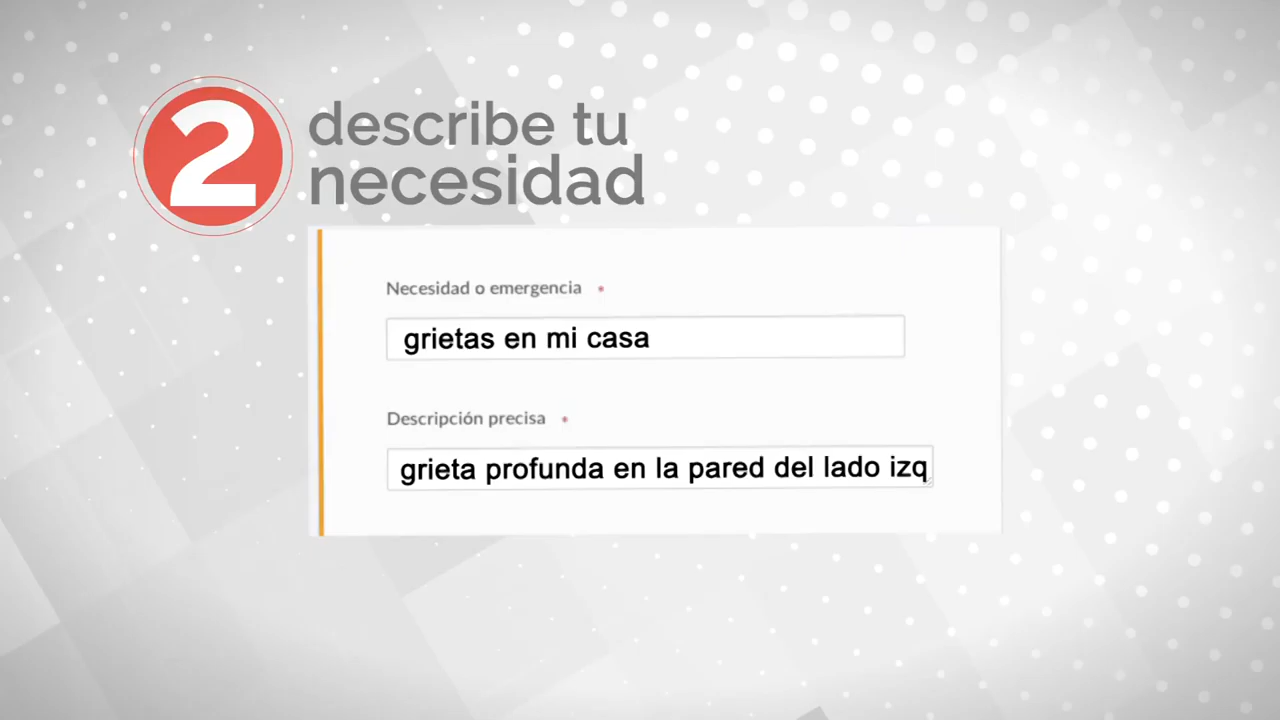 2
describe tu
necesidad
Necesidad o emergencia *
grietas en mi casa
Descripción precisa *
grieta profunda en la pared del lado izq